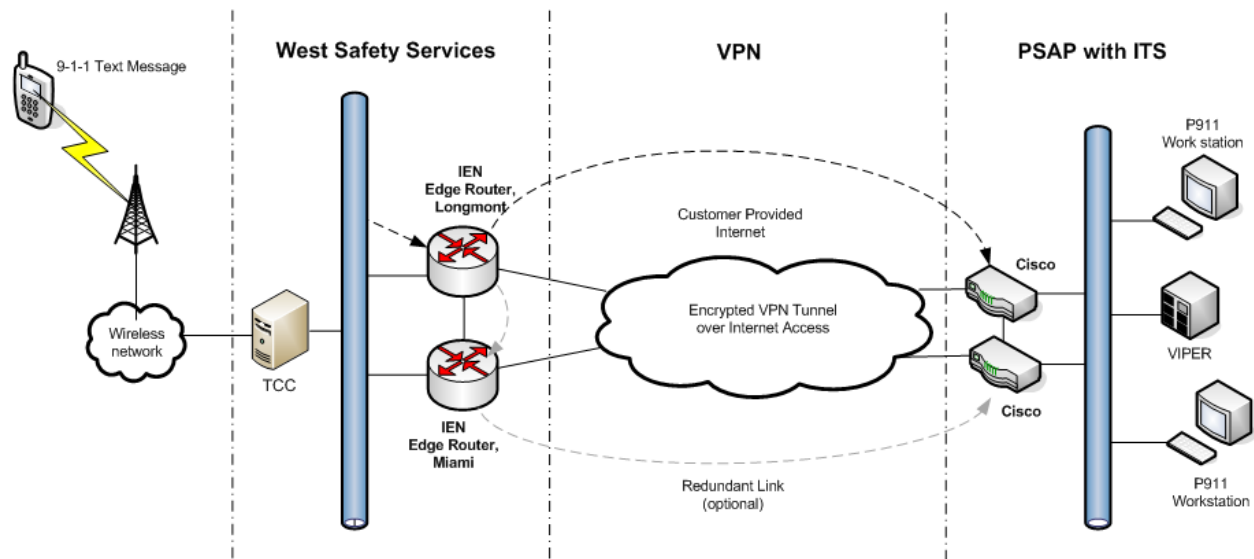 West Safety Services
VPN
PSAP with ITS
9-1-1 Text Message
Wireless
network
TCC
IEN
Edge Router,
Longmont
IEN
Edge Router,
Miami
Customer Provided
Internet
Encrypted VPN Tunnel
over Internet Access
Redundant Link
(optional)
Cisco
Cisco
P911
Work station
VIPER
P911
Workstation